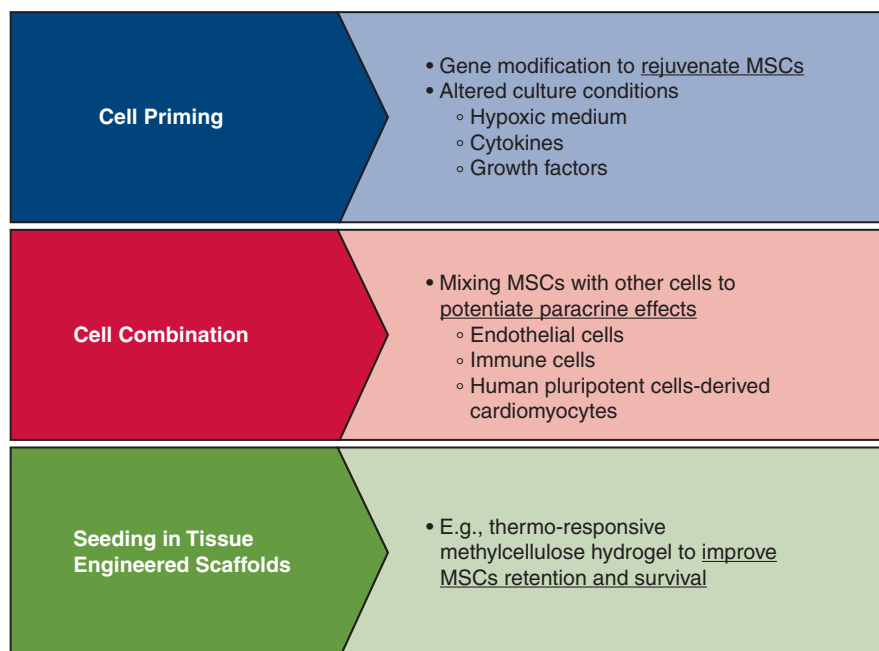 Cell Priming
• Gene modification to rejuvenate MSCs
• Altered culture conditions
◦ Hypoxic medium
◦ Cytokines
◦ Growth factors
Cell Combination
• Mixing MSCs with other cells to
potentiate paracrine effects
◦ Endothelial cells
◦ Immune cells
◦ Human pluripotent cells-derived
cardiomyocytes
Seeding in Tissue
Engineered Scaffolds
• E.g., thermo-responsive
methylcellulose hydrogel to improve
MSCs retention and survival